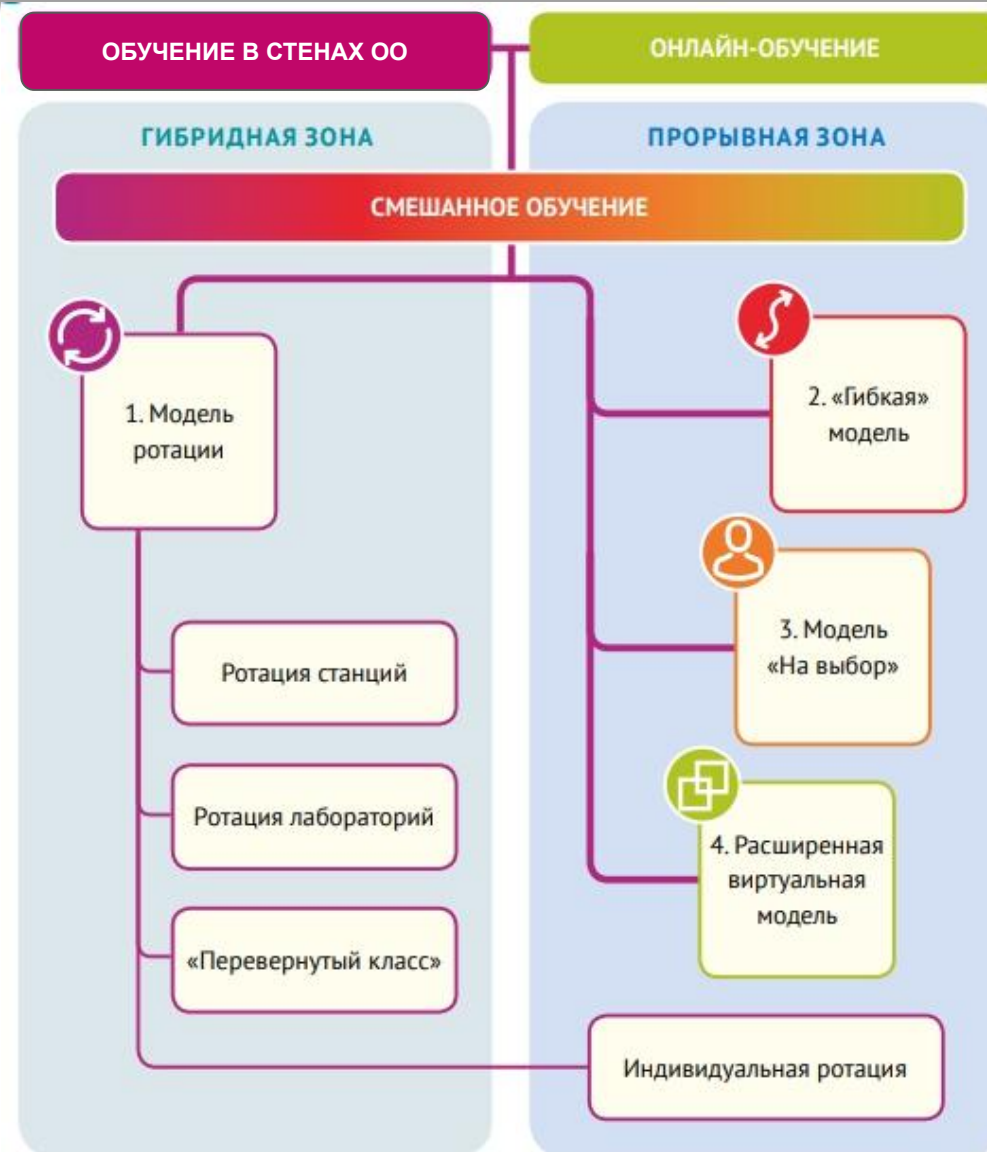 ОБУЧЕНИЕ В СТЕНАХ ОО
ОНЛАЙН-ОБУЧЕНИЕ
ГИБРИДНАЯ ЗОНА
ПРОРЫВНАЯ ЗОНА
СМЕШАННОЕ ОБУЧЕНИЕ
1. Модель
ротации
2. «Гибкая»
модель
3. Модель
«На выбор»
Ротация станций
Ротация лабораторий
4. Расширенная
виртуальная
модель
«Перевернутый класс»
Индивидуальная ротация